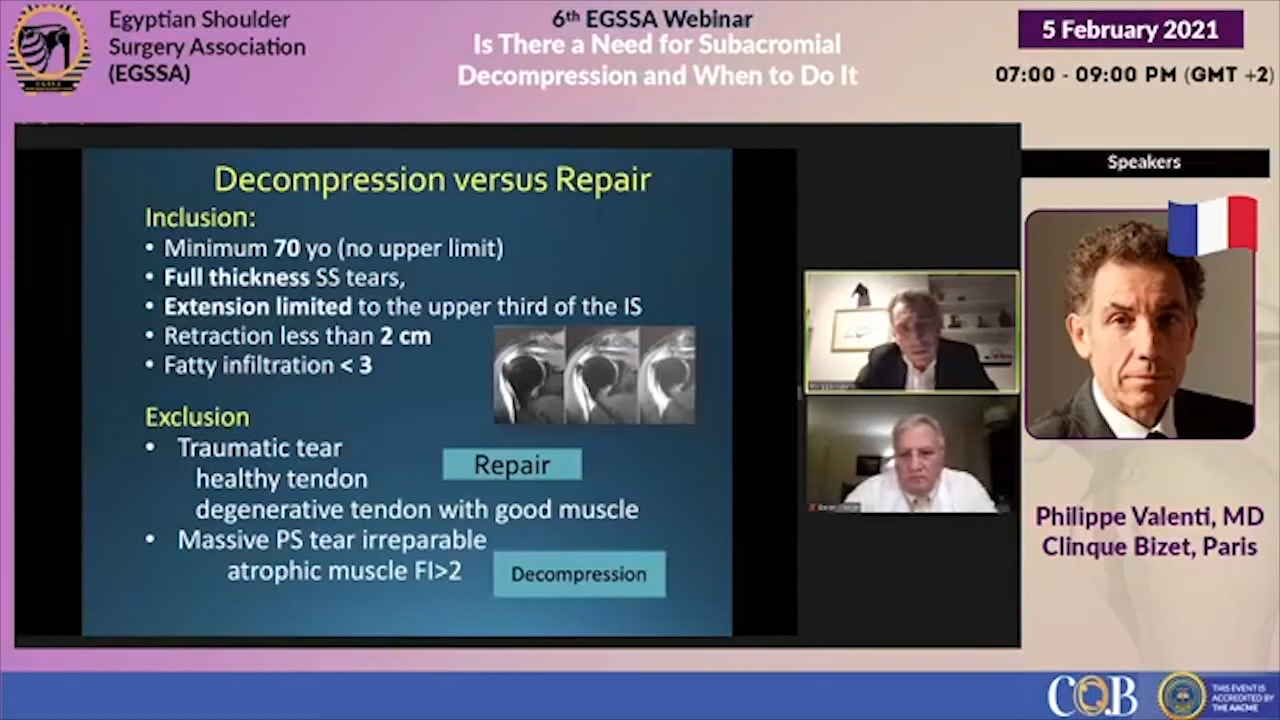 Egyptian Shoulder
Surgery Association
(EGSSA)
6th EGSSA Webinar
Is There a Need for Subacromial
Decompression and When to Do It
5 February 2021
07:00 - 09:00 PM (GMT +2)
Decompression versus Repair
Inclusion:
• Minimum 70 yo (no upper limit)
• Full thickness SS tears,
• Extension limited to the upper third of the IS
• Retraction less than 2 cm
• Fatty infiltration < 3
Exclusion
• Traumatic tear
healthy tendon
degenerative tendon with good muscle
Repair
• Massive PS tear irreparable
atrophic muscle FI>2
Decompression
Speakers
Philippe Valenti, MD
Clinque Bizet, Paris
COB
THIS EVENT IS
ACCREDITED BY
THE AACME